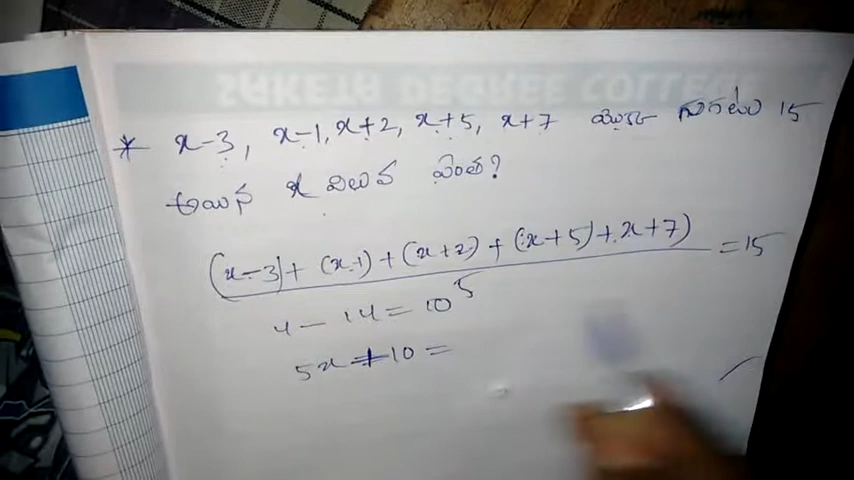 * x-3, x-1, x+2, x+5, x+7 యొక్క సగటు 15
అయిన x విలువ ఎంత?
(x-3)+ (x-1) + (x+2) + (x+5) + x+7) = 15
5
4 - 14 = 10
5x + 10 =